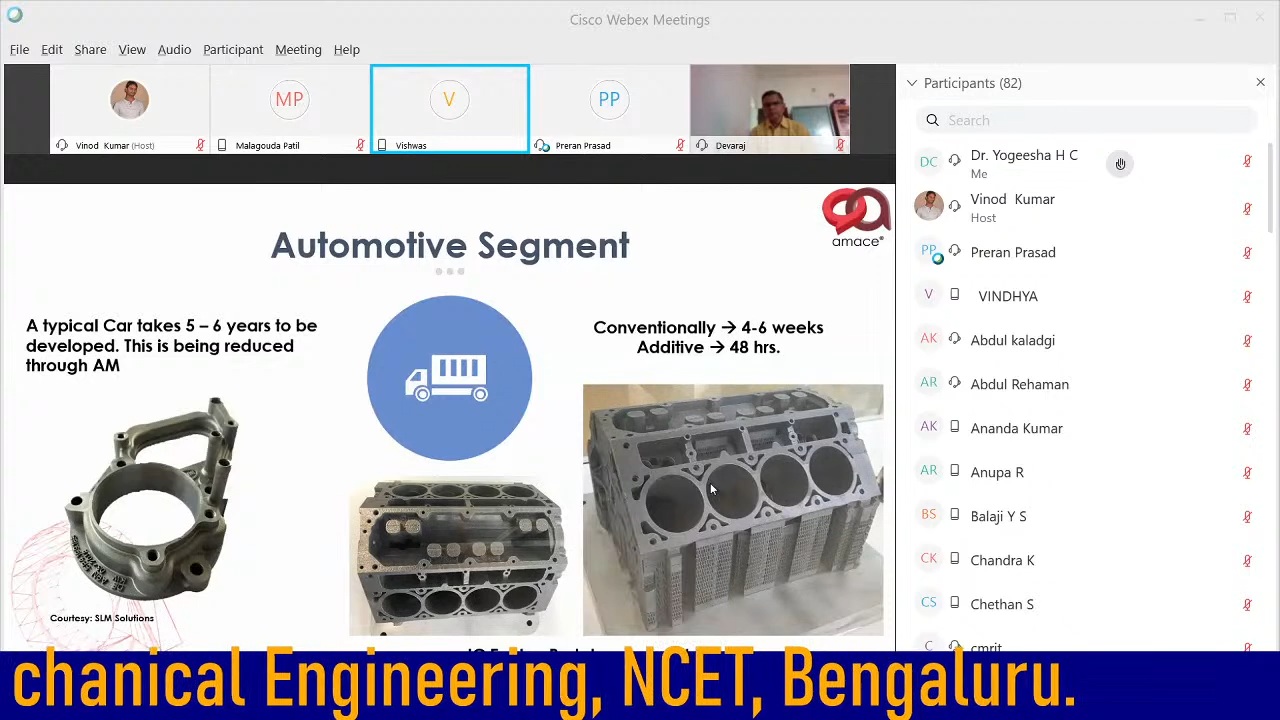 Cisco Webex Meetings
File Edit Share View Audio Participant Meeting Help
Vinod Kumar (Host)
MP
Malagouda Patil
V
Vishwas
PP
Preran Prasad
Devaraj
amace®
Automotive Segment
A typical Car takes 5 – 6 years to be
developed. This is being reduced
through AM
Conventionally → 4-6 weeks
Additive → 48 hrs.
Courtesy: SLM Solutions
Participants (82)
Search
DC Dr. Yogeesha H C
Me
Vinod Kumar
Host
PP Preran Prasad
V VINDHYA
AK Abdul kaladgi
AR Abdul Rehaman
AK Ananda Kumar
AR Anupa R
BS Balaji Y S
CK Chandra K
CS Chethan S
C cmrit
chanical Engineering, NCET, Bengaluru.